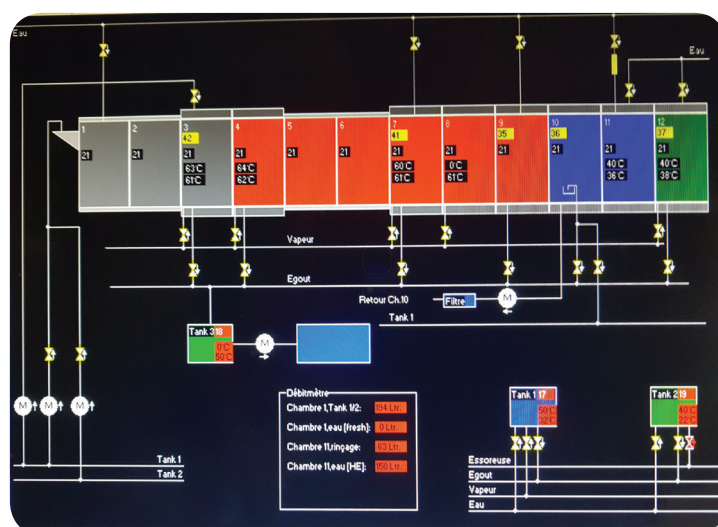 Eau
Eau
1
2
3
4
5
6
7
8
9
10
11
12
42
41
35
36
37
21
21
21
21
21
21
21
21
21
21
21
21
63°C
61°C
64°C
62°C
60°C
61°C
0°C
61°C
40°C
36°C
40°C
38°C
Vapeur
Egout
Retour Ch.10
Filtre
M
Tank 1
Tank 3 18
0°C
50°C
M
Débitmètre
Chambre 1,Tank 1/2: 194 Ltr.
Chambre 1,eau [fresh]: 0 Ltr.
Chambre 11,rinçage: 63 Ltr.
Chambre 11,eau [HE]: 158 Ltr.
M
M
M
Tank 1
Tank 2
Tank 1 17
50°C
Tank 2 19
40°C
Essoreuse
Egout
Vapeur
Eau